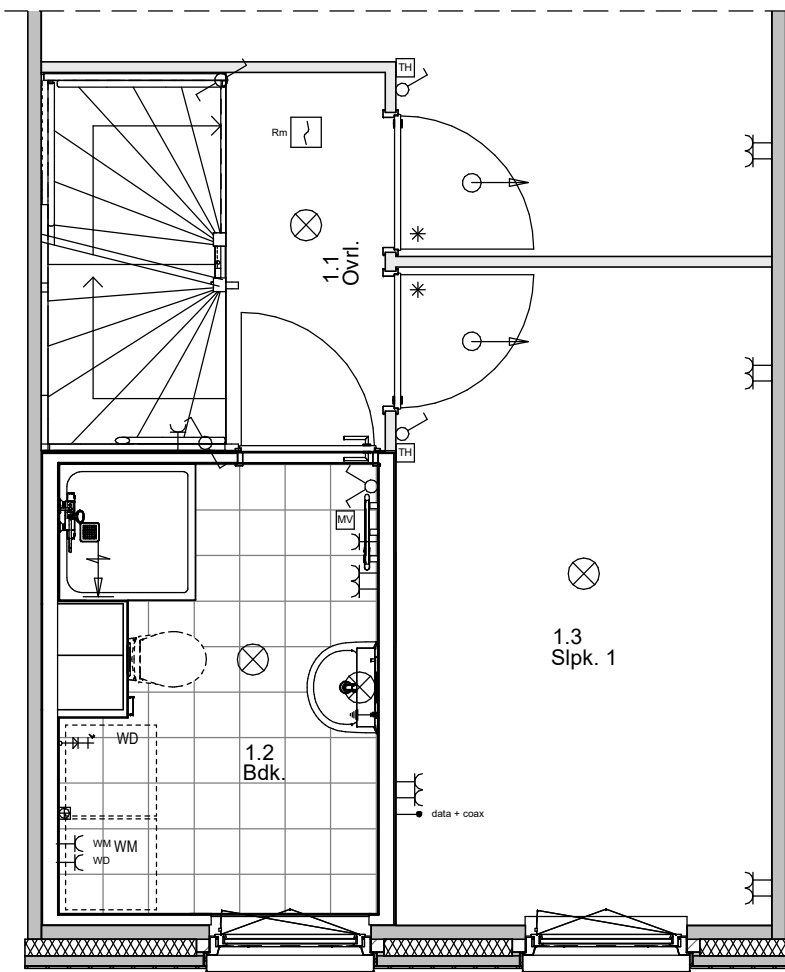 TH
Rm
1.1
Ovrl.
TH
MV
1.3
Slpk. 1
WD
1.2
Bdk.
data + coax
WM WM
WD